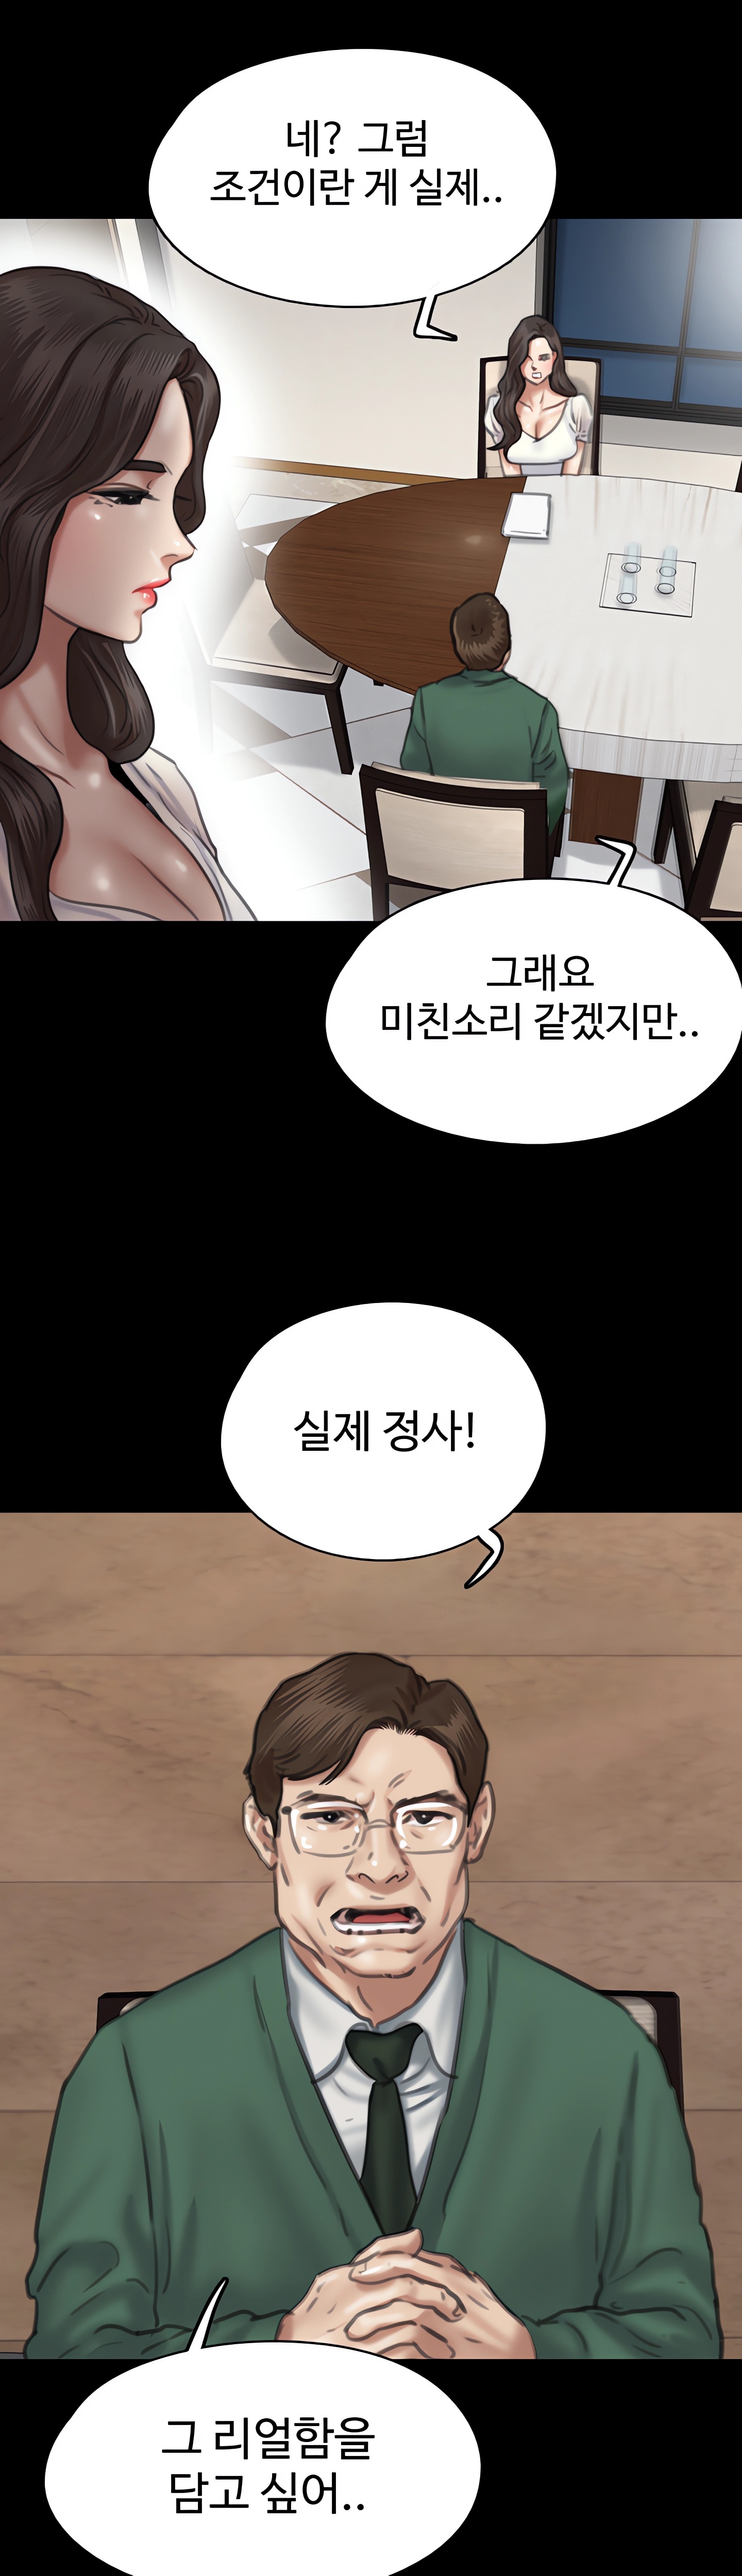 네? 그럼
조건이란 게 실제..
그래요
미친소리 같겠지만..
실제 정사!
그 리얼함을
담고 싶어..